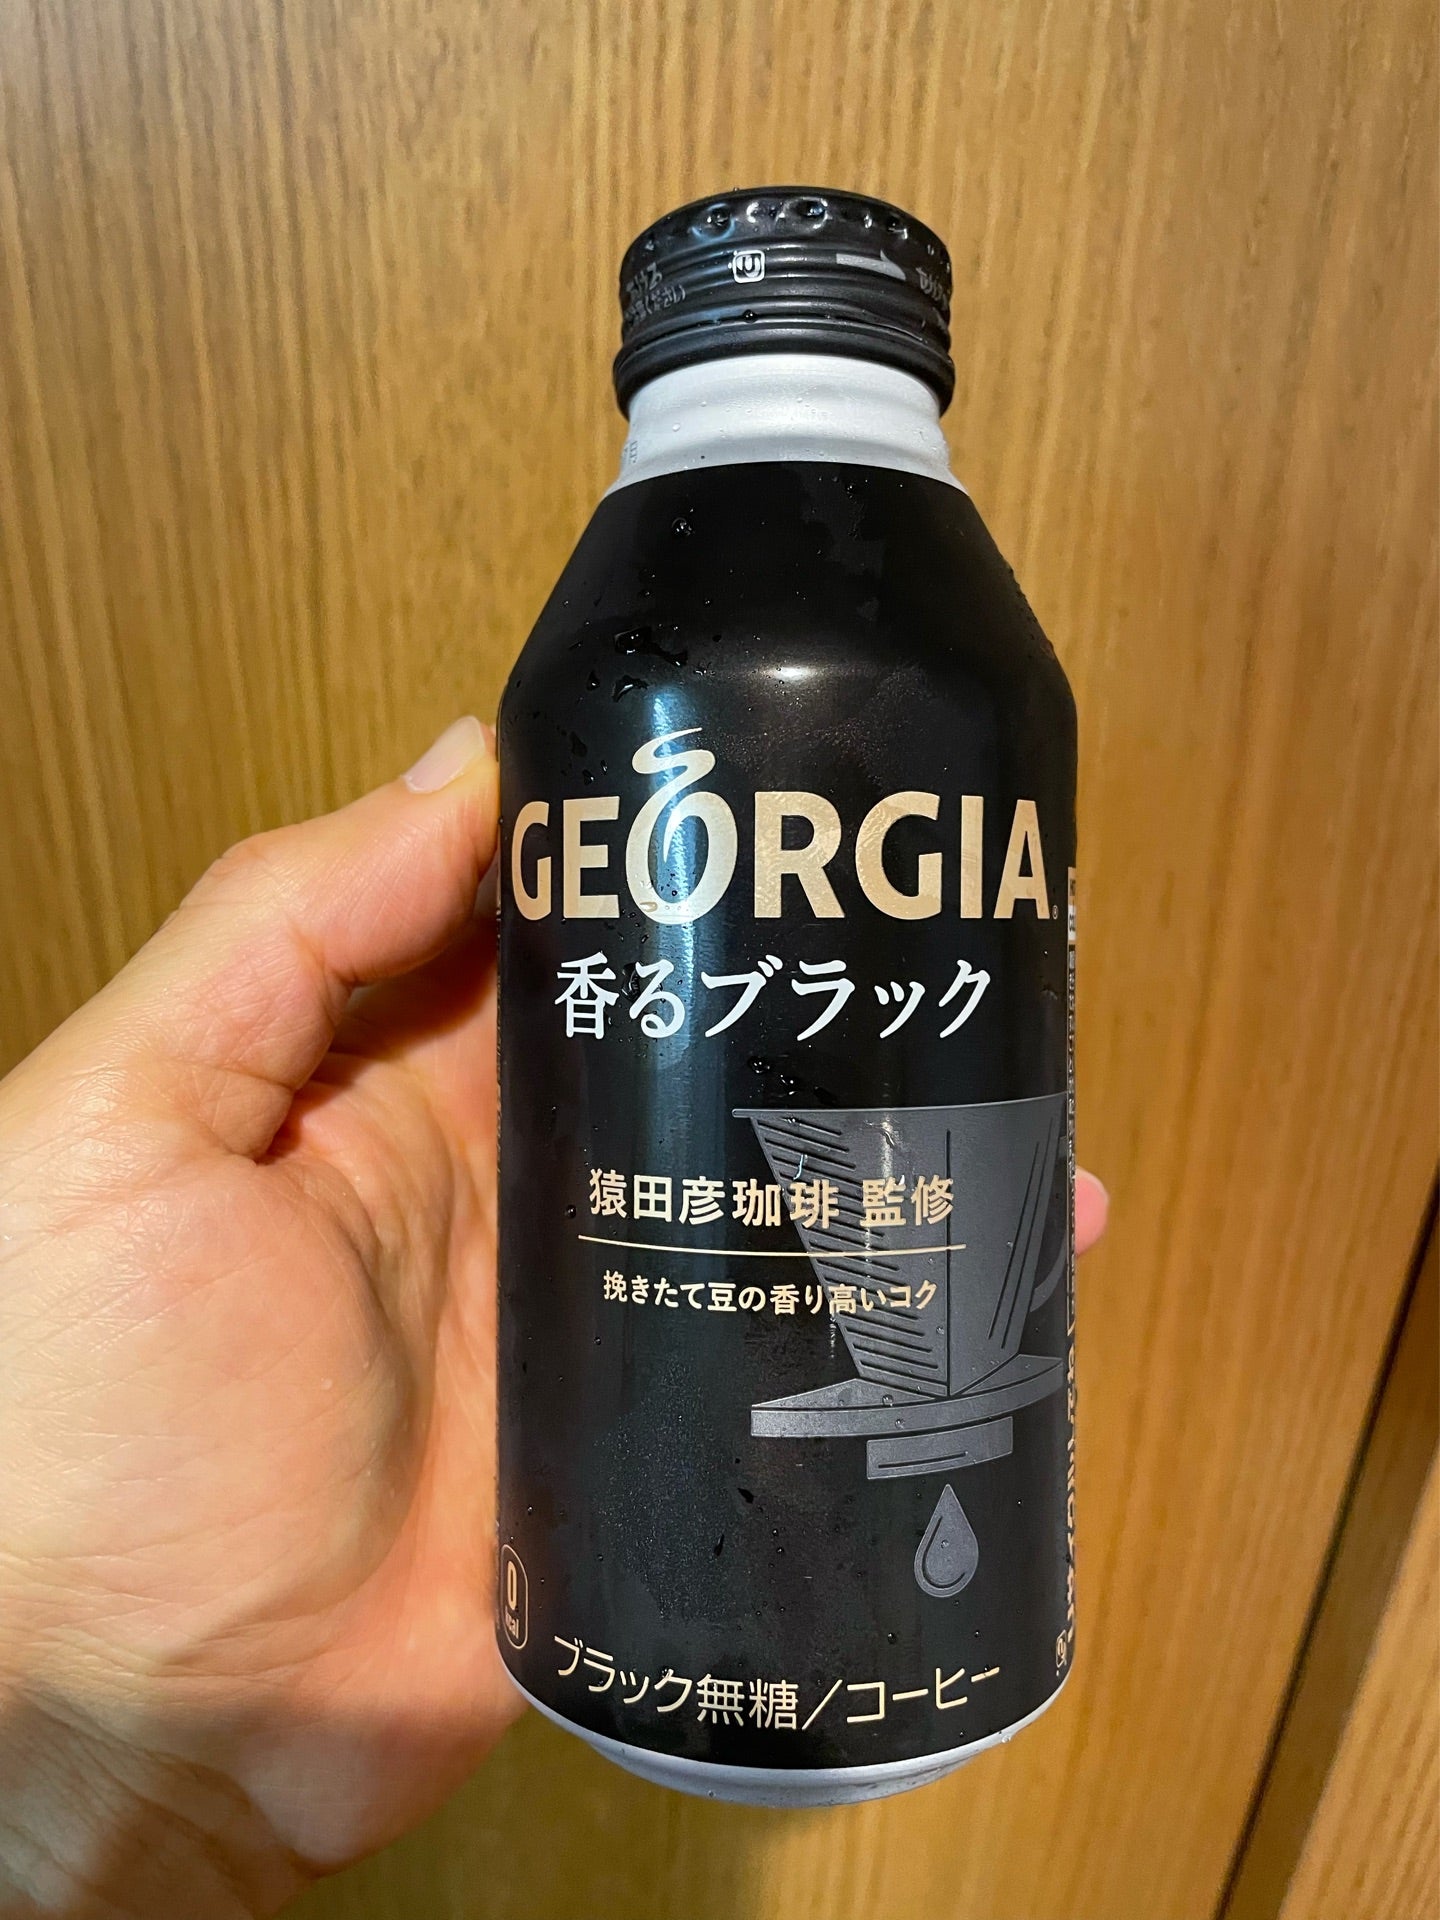 GEORGIA
香るブラック
猿田彦珈琲 監修
挽きたて豆の香り高いコク
0
kcal
ブラック無糖/コーヒー